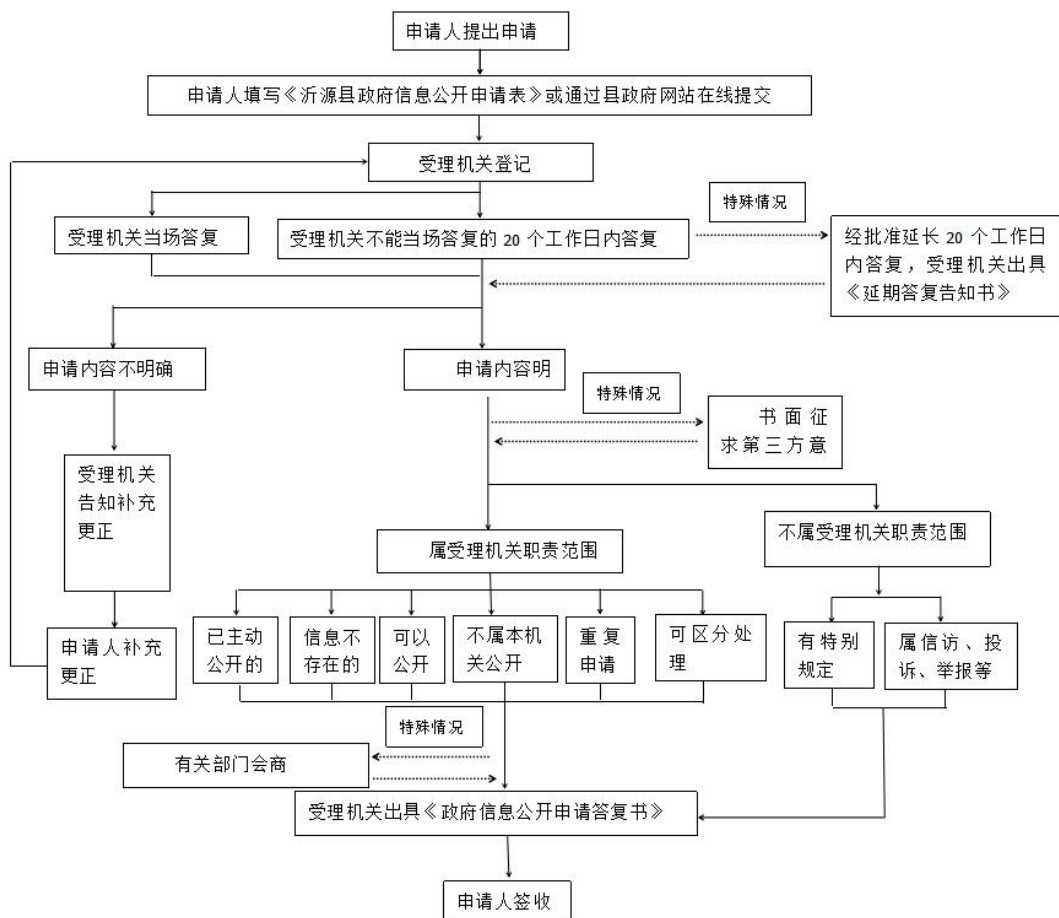 申请人提出申请
申请人填写《沂源县政府信息公开申请表》或通过县政府网站在线提交
受理机关登记
特殊情况
受理机关当场答复
受理机关不能当场答复的 20 个工作日内答复
经批准延长 20 个工作日
内答复，受理机关出具
《延期答复告知书》
申请内容不明确
申请内容明
特殊情况
书面征
求第三方意
受理机关
告知补充
更正
不属受理机关职责范围
属受理机关职责范围
申请人补充
更正
已主动
公开的
信息不
存在的
可以
公开
不属本机
关公开
重复
申请
可区分处
理
有特别
规定
属信访、投
诉、举报等
特殊情况
有关部门会商
受理机关出具《政府信息公开申请答复书》
申请人签收